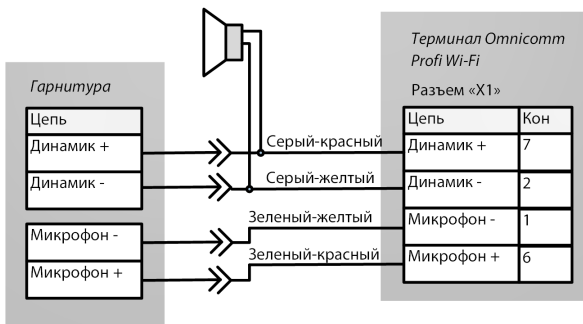 Терминал Omnicomm
Profi Wi-Fi
Разъем «X1»
Гарнитура
Цепь
Динамик +
Динамик -
Микрофон -
Микрофон +
Серый-красный
Серый-желтый
Зеленый-желтый
Зеленый-красный
Цепь Кон
Динамик + 7
Динамик - 2
Микрофон - 1
Микрофон + 6